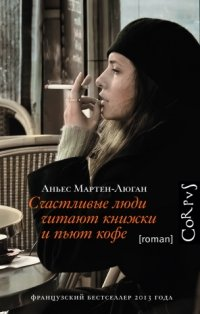 Аньес Мартен-Люган
Счастливые люди
читают книжки
и пьют кофе
[roman]
CORPUS
французский бестселлер 2013 года